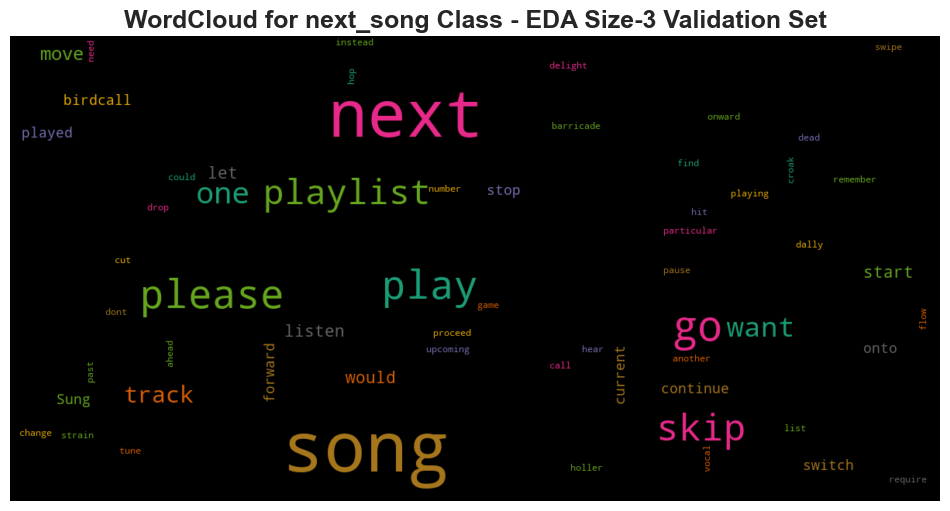 WordCloud for next_song Class - EDA Size-3 Validation Set
move
need
instead
swipe
hop
delight
birdcall
next
played
barricade
onward
dead
could
let
one
playlist
number
stop
find
croak
remember
playing
drop
hit
particular
dally
cut
please
play
game
pause
start
dont
listen
proceed
upcoming
go
want
flow
hear
another
onto
past
ahead
forward
would
call
current
continue
Sung
track
change
strain
tune
song
skip
list
holler
vocal
switch
require